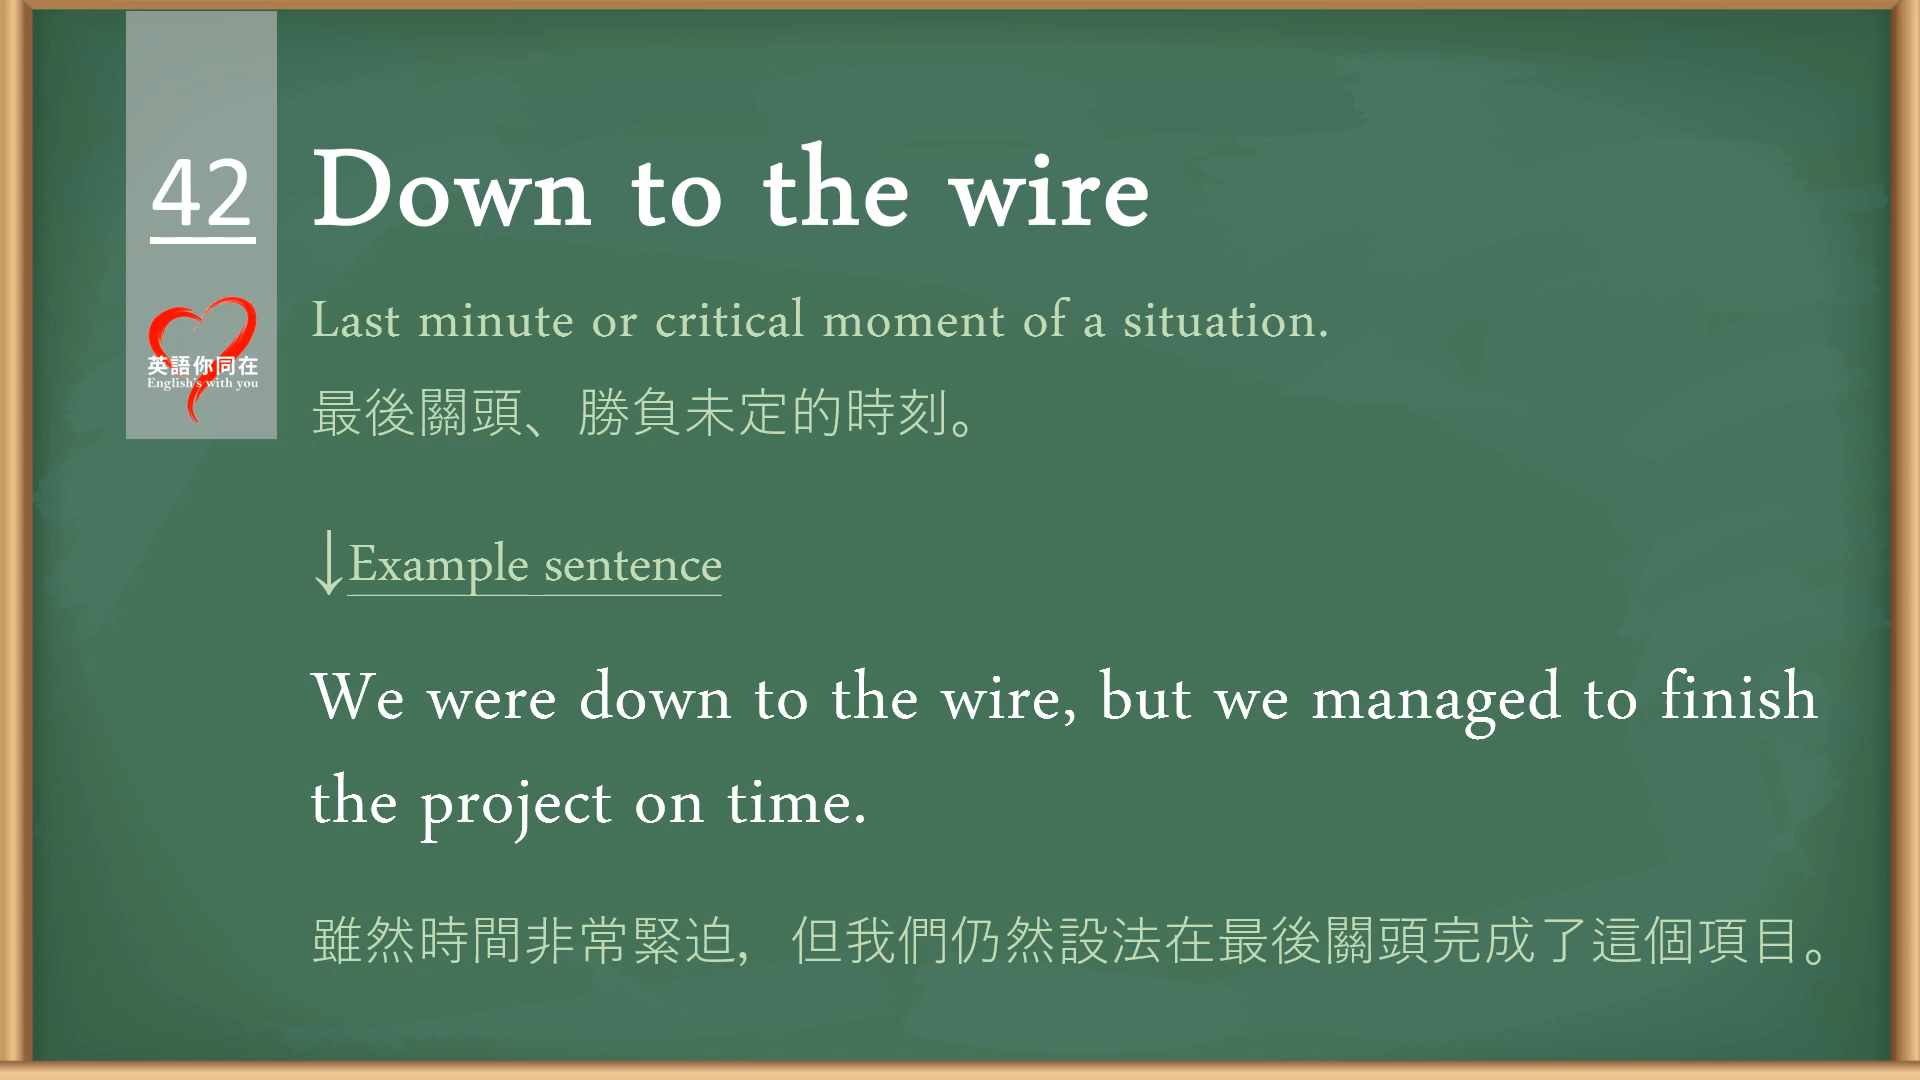 42
英語你同在
English's with you
Down to the wire
Last minute or critical moment of a situation.
最後關頭、勝負未定的時刻。
↓Example sentence
We were down to the wire, but we managed to finish
the project on time.
雖然時間非常緊迫，但我們仍然設法在最後關頭完成了這個項目。